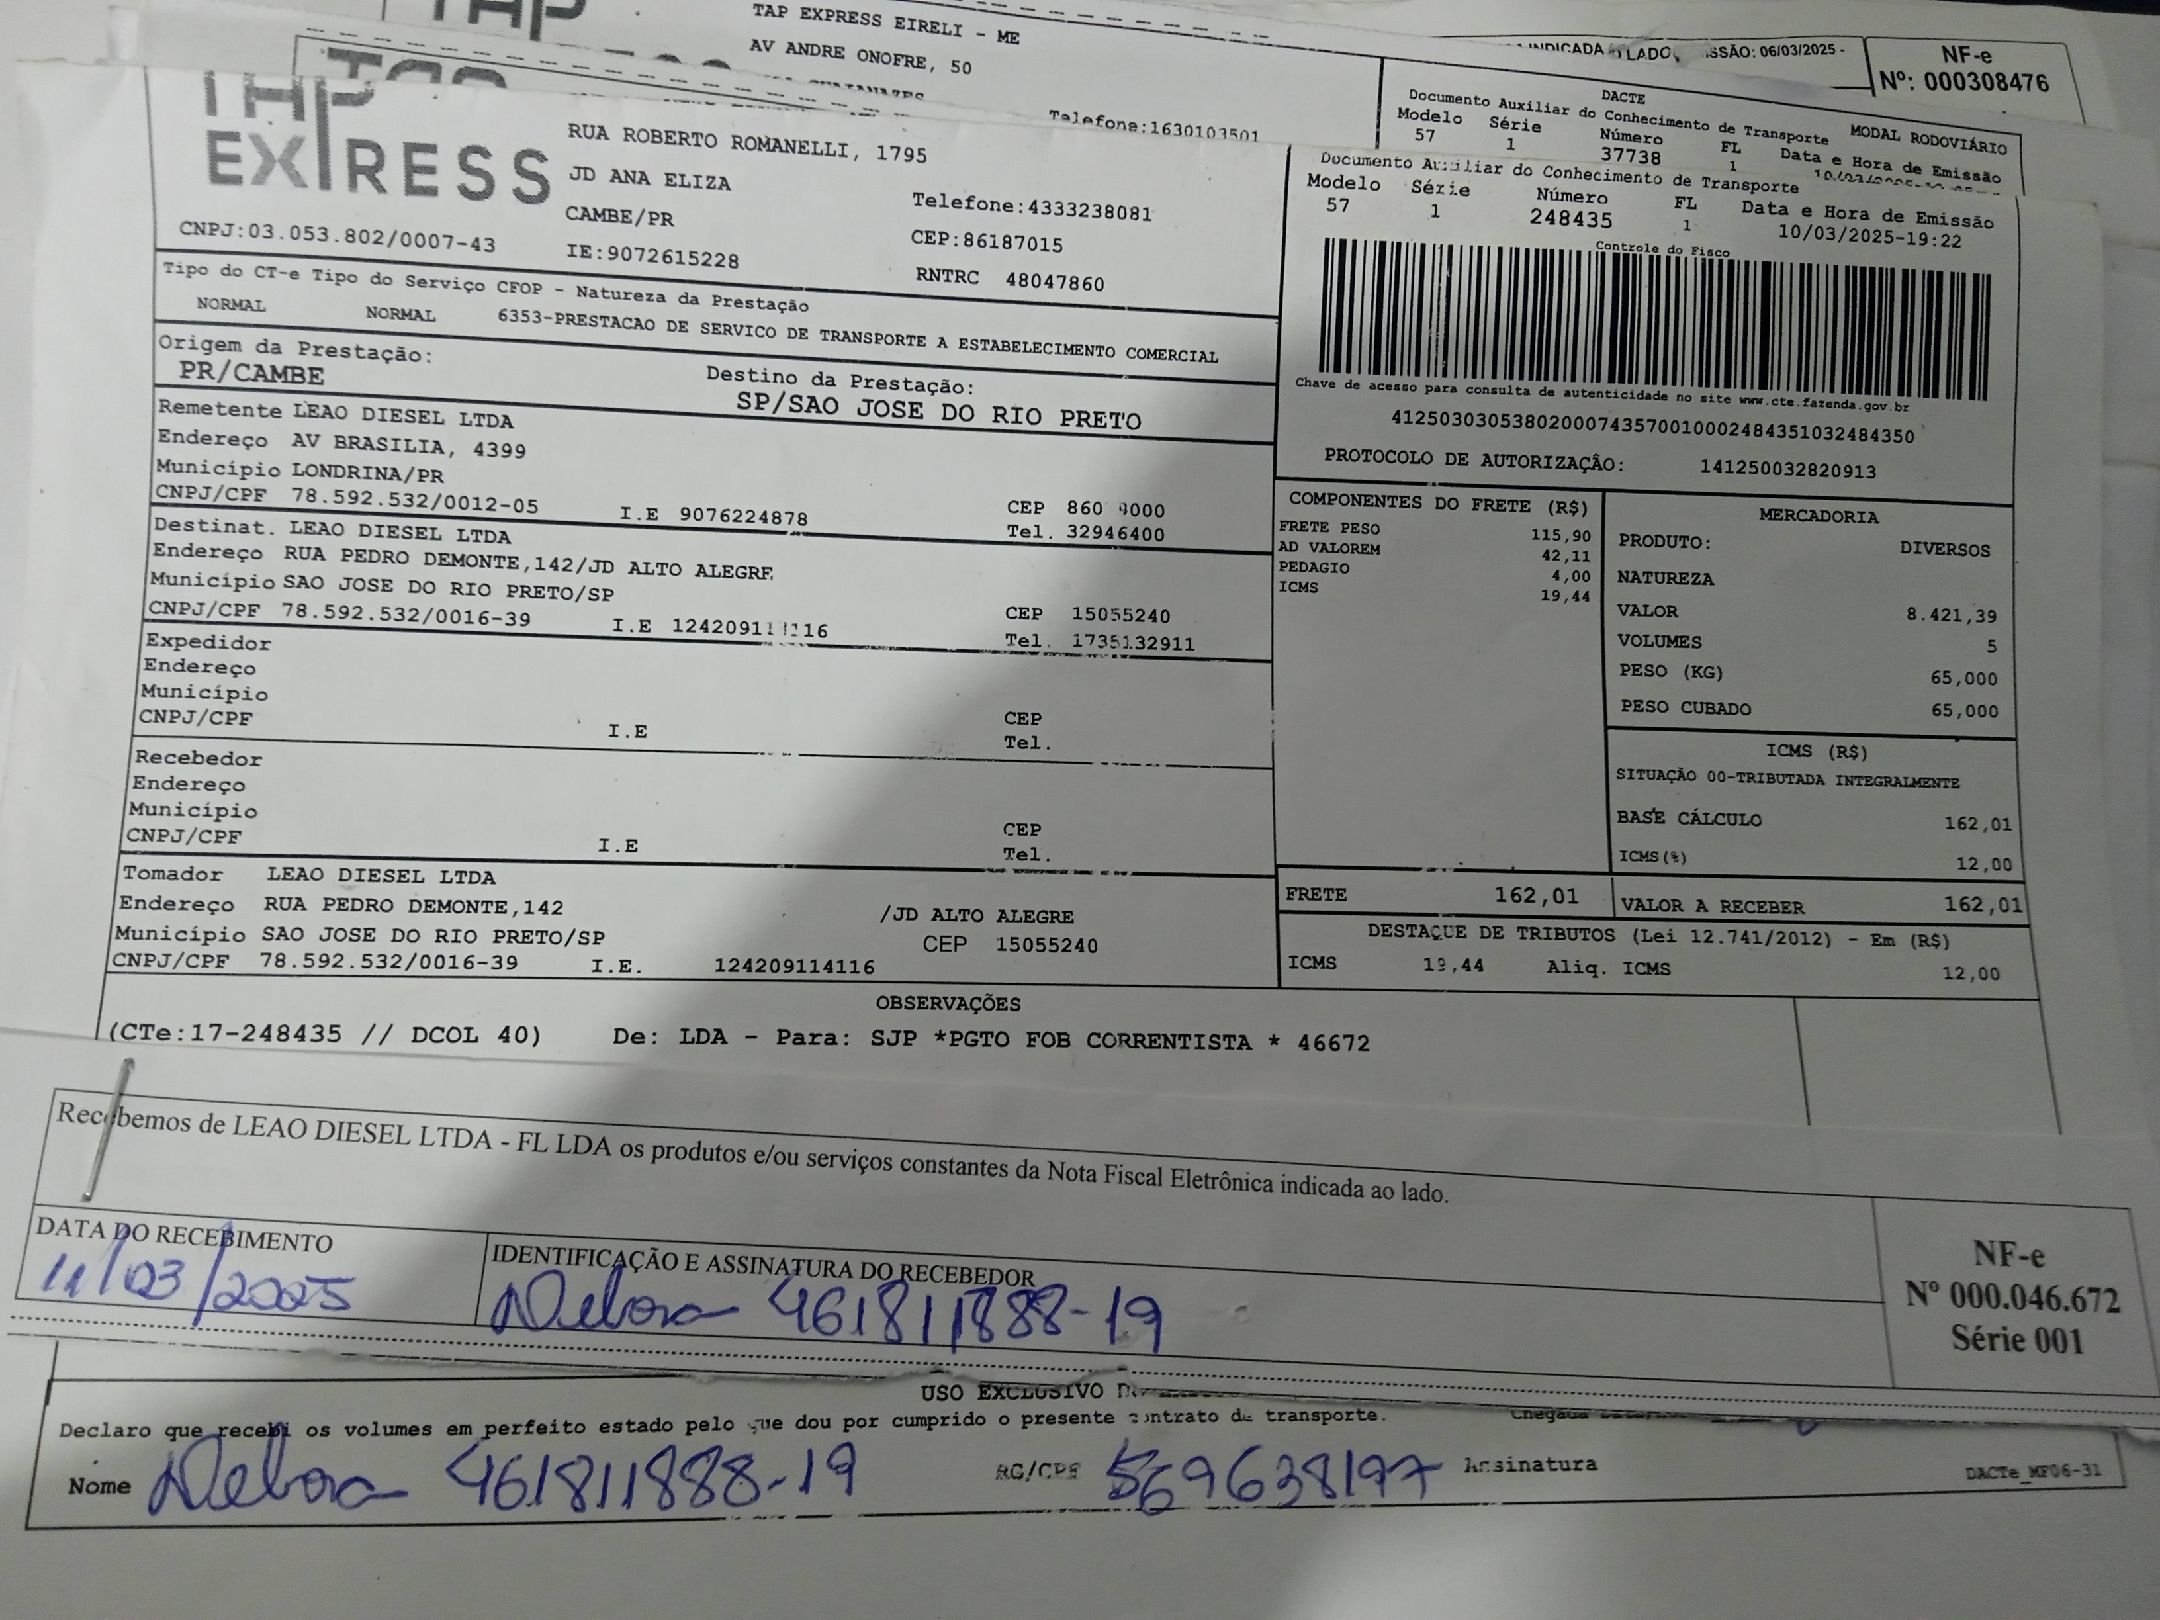 TAP EXPRESS EIRELI - ME
AV ANDRE ONOFRE, 50
Telefone:1630103501
INDICADA AO LADO. EMISSÃO: 06/03/2025 -
NF-e
Nº: 000308476
DACTE
Documento Auxiliar do Conhecimento de Transporte MODAL RODOVIÁRIO
Modelo Série Número FL Data e Hora de Emissão
57 1 37738 1
TAP
EXPRESS
RUA ROBERTO ROMANELLI, 1795
JD ANA ELIZA
CAMBE/PR
Telefone:4333238081
CNPJ:03.053.802/0007-43
IE:9072615228
CEP:86187015
RNTRC 48047860
Documento Auxiliar do Conhecimento de Transporte
Modelo Série Número FL Data e Hora de Emissão
57 1 248435 1 10/03/2025-19:22
Controle do Fisco
Chave de acesso para consulta de autenticidade no site www.cte.fazenda.gov.br
41250303053802000743570010002484351032484350
PROTOCOLO DE AUTORIZAÇÂO: 141250032820913
Tipo do CT-e Tipo do Serviço CFOP - Natureza da Prestação
NORMAL NORMAL 6353-PRESTACAO DE SERVICO DE TRANSPORTE A ESTABELECIMENTO COMERCIAL
Origem da Prestação:
PR/CAMBE
Destino da Prestação:
SP/SAO JOSE DO RIO PRETO
Remetente LEAO DIESEL LTDA
Endereço AV BRASILIA, 4399
Município LONDRINA/PR
CNPJ/CPF 78.592.532/0012-05 I.E 9076224878
CEP
Tel. 32946400
Destinat. LEAO DIESEL LTDA
Endereço RUA PEDRO DEMONTE,142/JD ALTO ALEGRE
Município SAO JOSE DO RIO PRETO/SP
CNPJ/CPF 78.592.532/0016-39 I.E 124209114116
CEP 15055240
Tel. 1735132911
Expedidor
Endereço
Município
CNPJ/CPF I.E
CEP
Tel.
Recebedor
Endereço
Município
CNPJ/CPF I.E
CEP
Tel.
Tomador LEAO DIESEL LTDA
Endereço RUA PEDRO DEMONTE,142 /JD ALTO ALEGRE
Município SAO JOSE DO RIO PRETO/SP CEP 15055240
CNPJ/CPF 78.592.532/0016-39 I.E. 124209114116
COMPONENTES DO FRETE (R$)
FRETE PESO 115,90
AD VALOREM 42,11
PEDAGIO 4,00
ICMS 19,44
MERCADORIA
PRODUTO: DIVERSOS
NATUREZA
VALOR 8.421,39
VOLUMES 5
PESO (KG) 65,000
PESO CUBADO 65,000
ICMS (R$)
SITUAÇÃO 00-TRIBUTADA INTEGRALMENTE
BASE CÁLCULO 162,01
ICMS(%) 12,00
FRETE 162,01
VALOR A RECEBER 162,01
DESTAQUE DE TRIBUTOS (Lei 12.741/2012) - Em (R$)
ICMS 19,44 Aliq. ICMS 12,00
OBSERVAÇÕES
(CTe:17-248435 // DCOL 40) De: LDA - Para: SJP *PGTO FOB CORRENTISTA * 46672
Recebemos de LEAO DIESEL LTDA - FL LDA os produtos e/ou serviços constantes da Nota Fiscal Eletrônica indicada ao lado.
DATA DO RECEBIMENTO
11/03/2025
IDENTIFICAÇÃO E ASSINATURA DO RECEBEDOR
Debora 461811888-19
NF-e
Nº 000.046.672
Série 001
USO EXCLUSIVO
Declaro que recebi os volumes em perfeito estado pelo que dou por cumprido o presente contrato de transporte.
Nome Debora 461811888-19 RG/CPF 569638197 Assinatura
DACTe_MF06-31